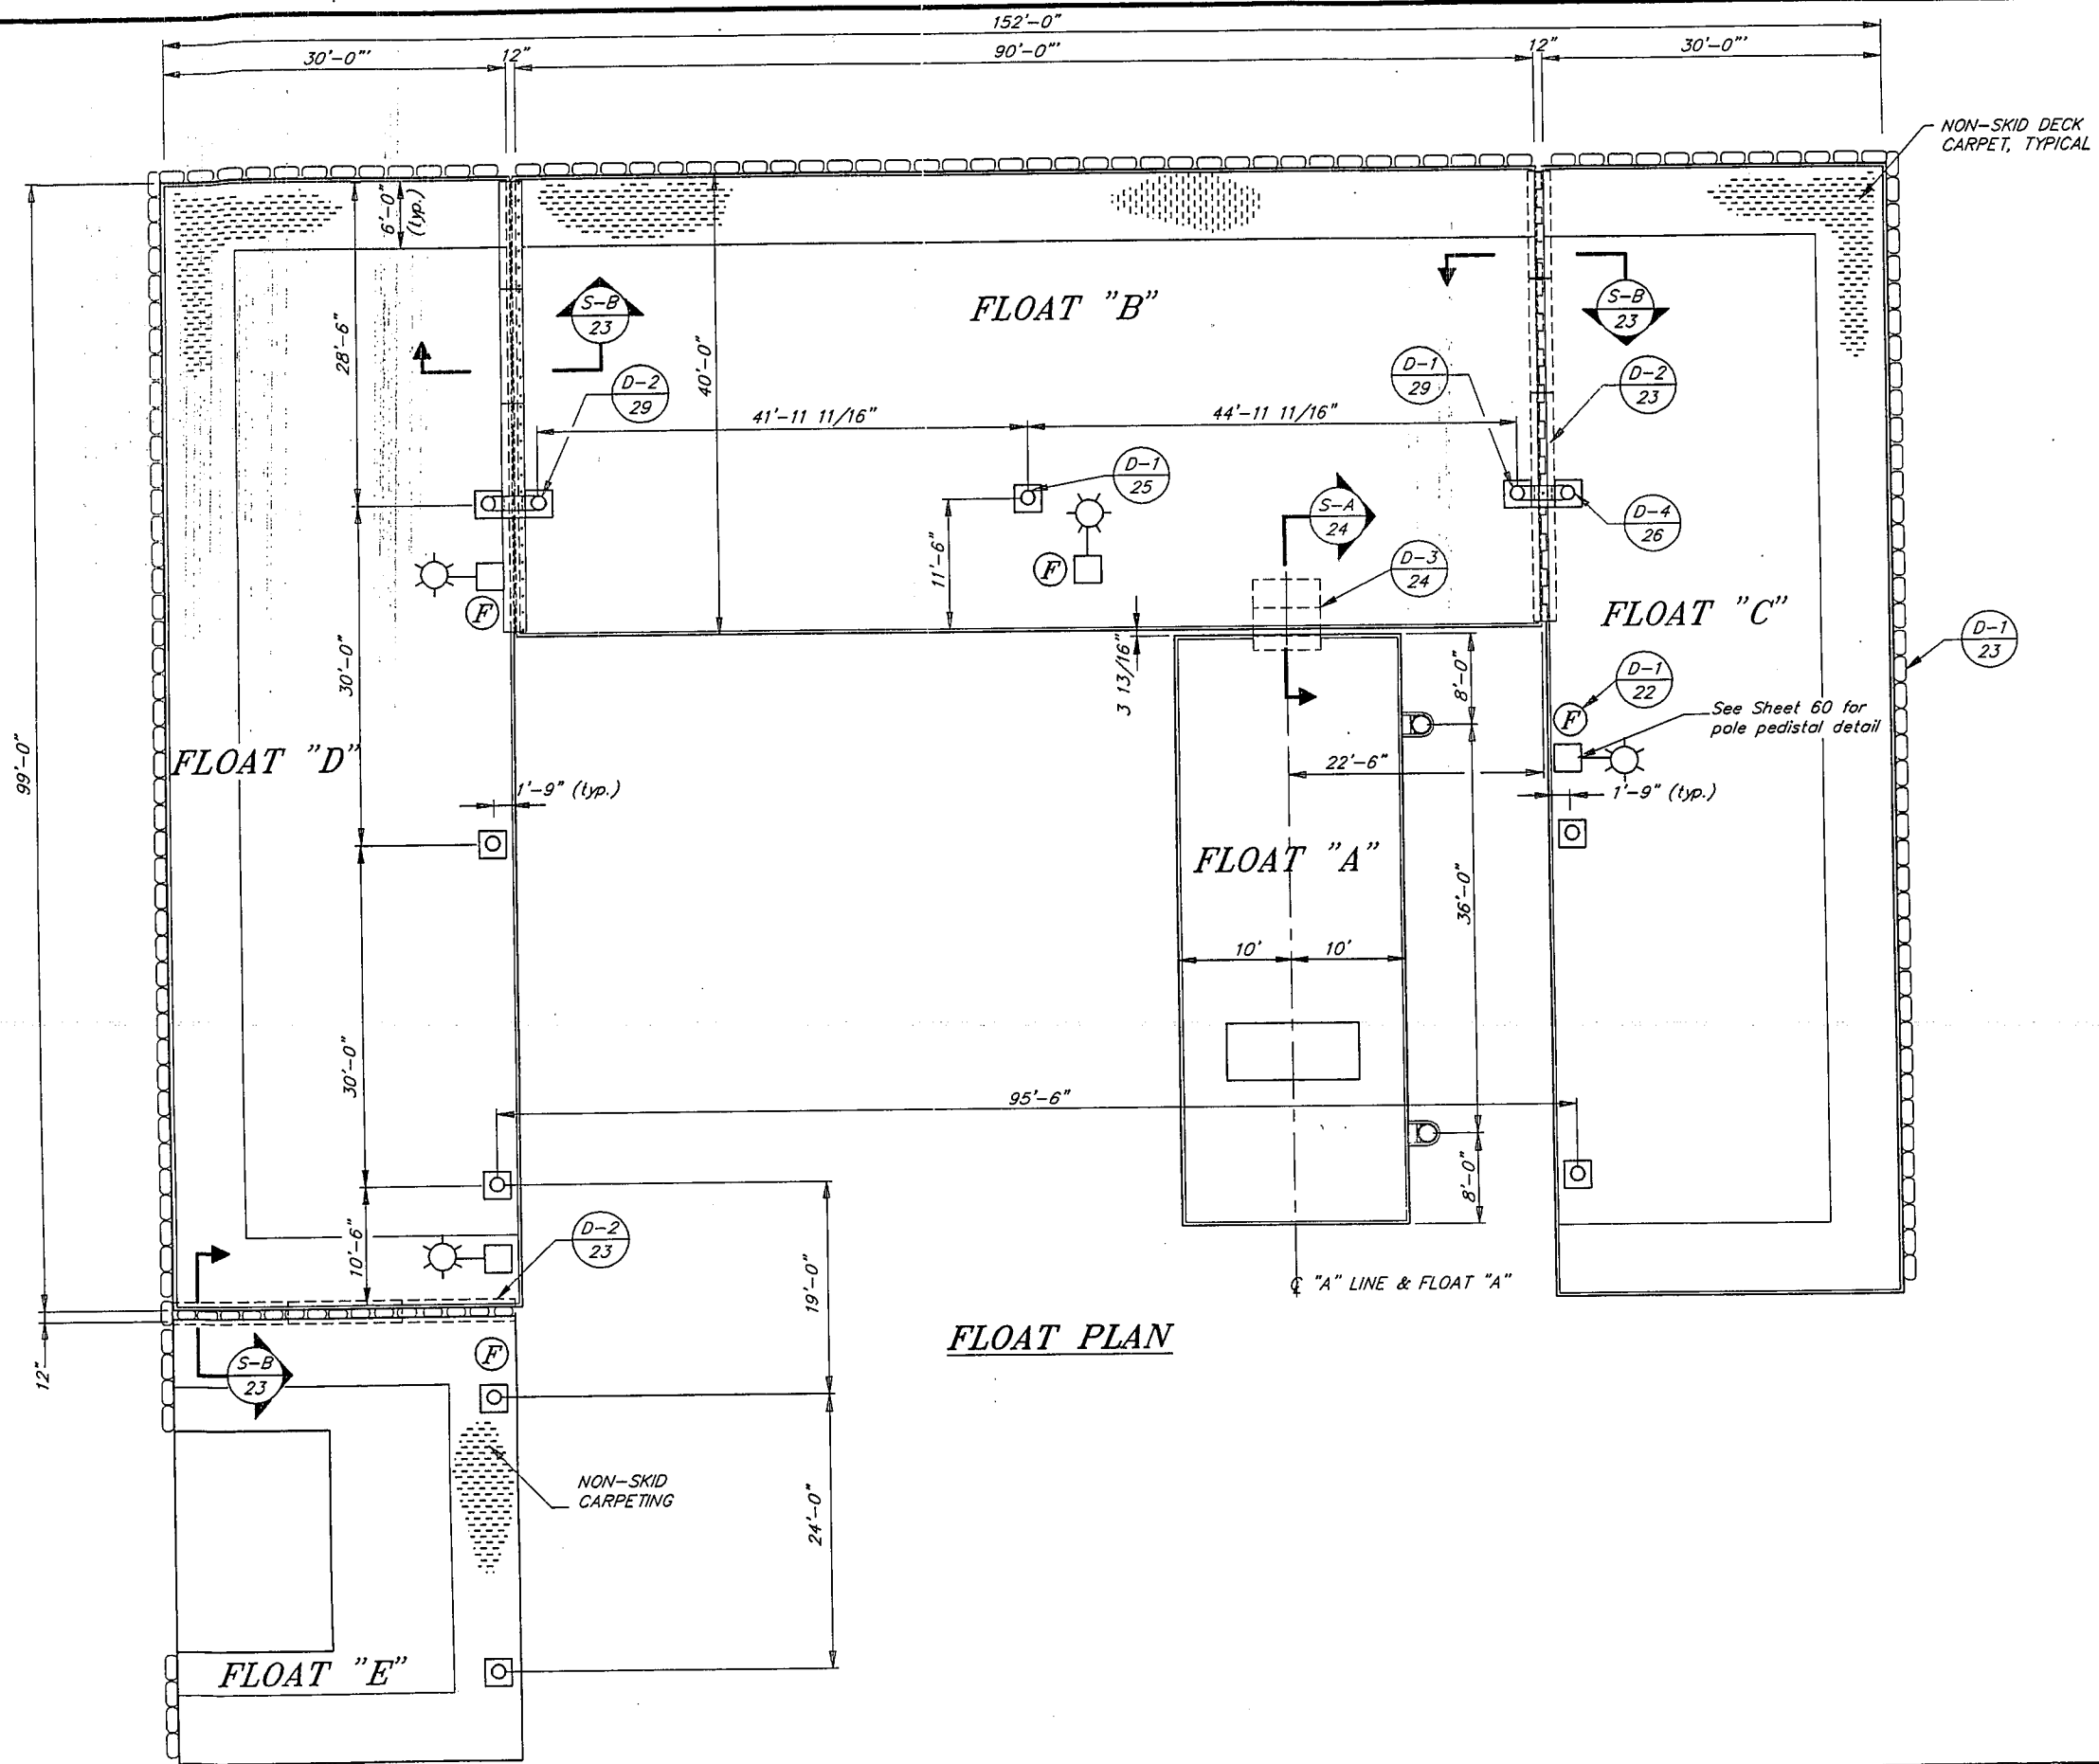 152'-0"
30'-0"'
12"
90'-0"'
12"
30'-0"'
NON-SKID DECK
CARPET, TYPICAL
6'-0"
(typ.)
28'-6"
40'-0"
FLOAT "B"
S-B
23
S-B
23
D-2
29
D-1
29
D-2
23
41'-11 11/16"
44'-11 11/16"
D-1
25
S-A
24
D-4
26
11'-6"
F
D-3
24
F
FLOAT "C"
D-1
23
3 13/16"
8'-0"
D-1
22
F
See Sheet 60 for
pole pedistal detail
30'-0"
99'-0"
FLOAT "D"
22'-6"
1'-9" (typ.)
1'-9" (typ.)
FLOAT "A"
36'-0"
10'
10'
30'-0"
95'-6"
8'-0"
10'-6"
D-2
23
19'-0"
℄ "A" LINE & FLOAT "A"
FLOAT PLAN
12"
S-B
23
F
NON-SKID
CARPETING
24'-0"
FLOAT "E"